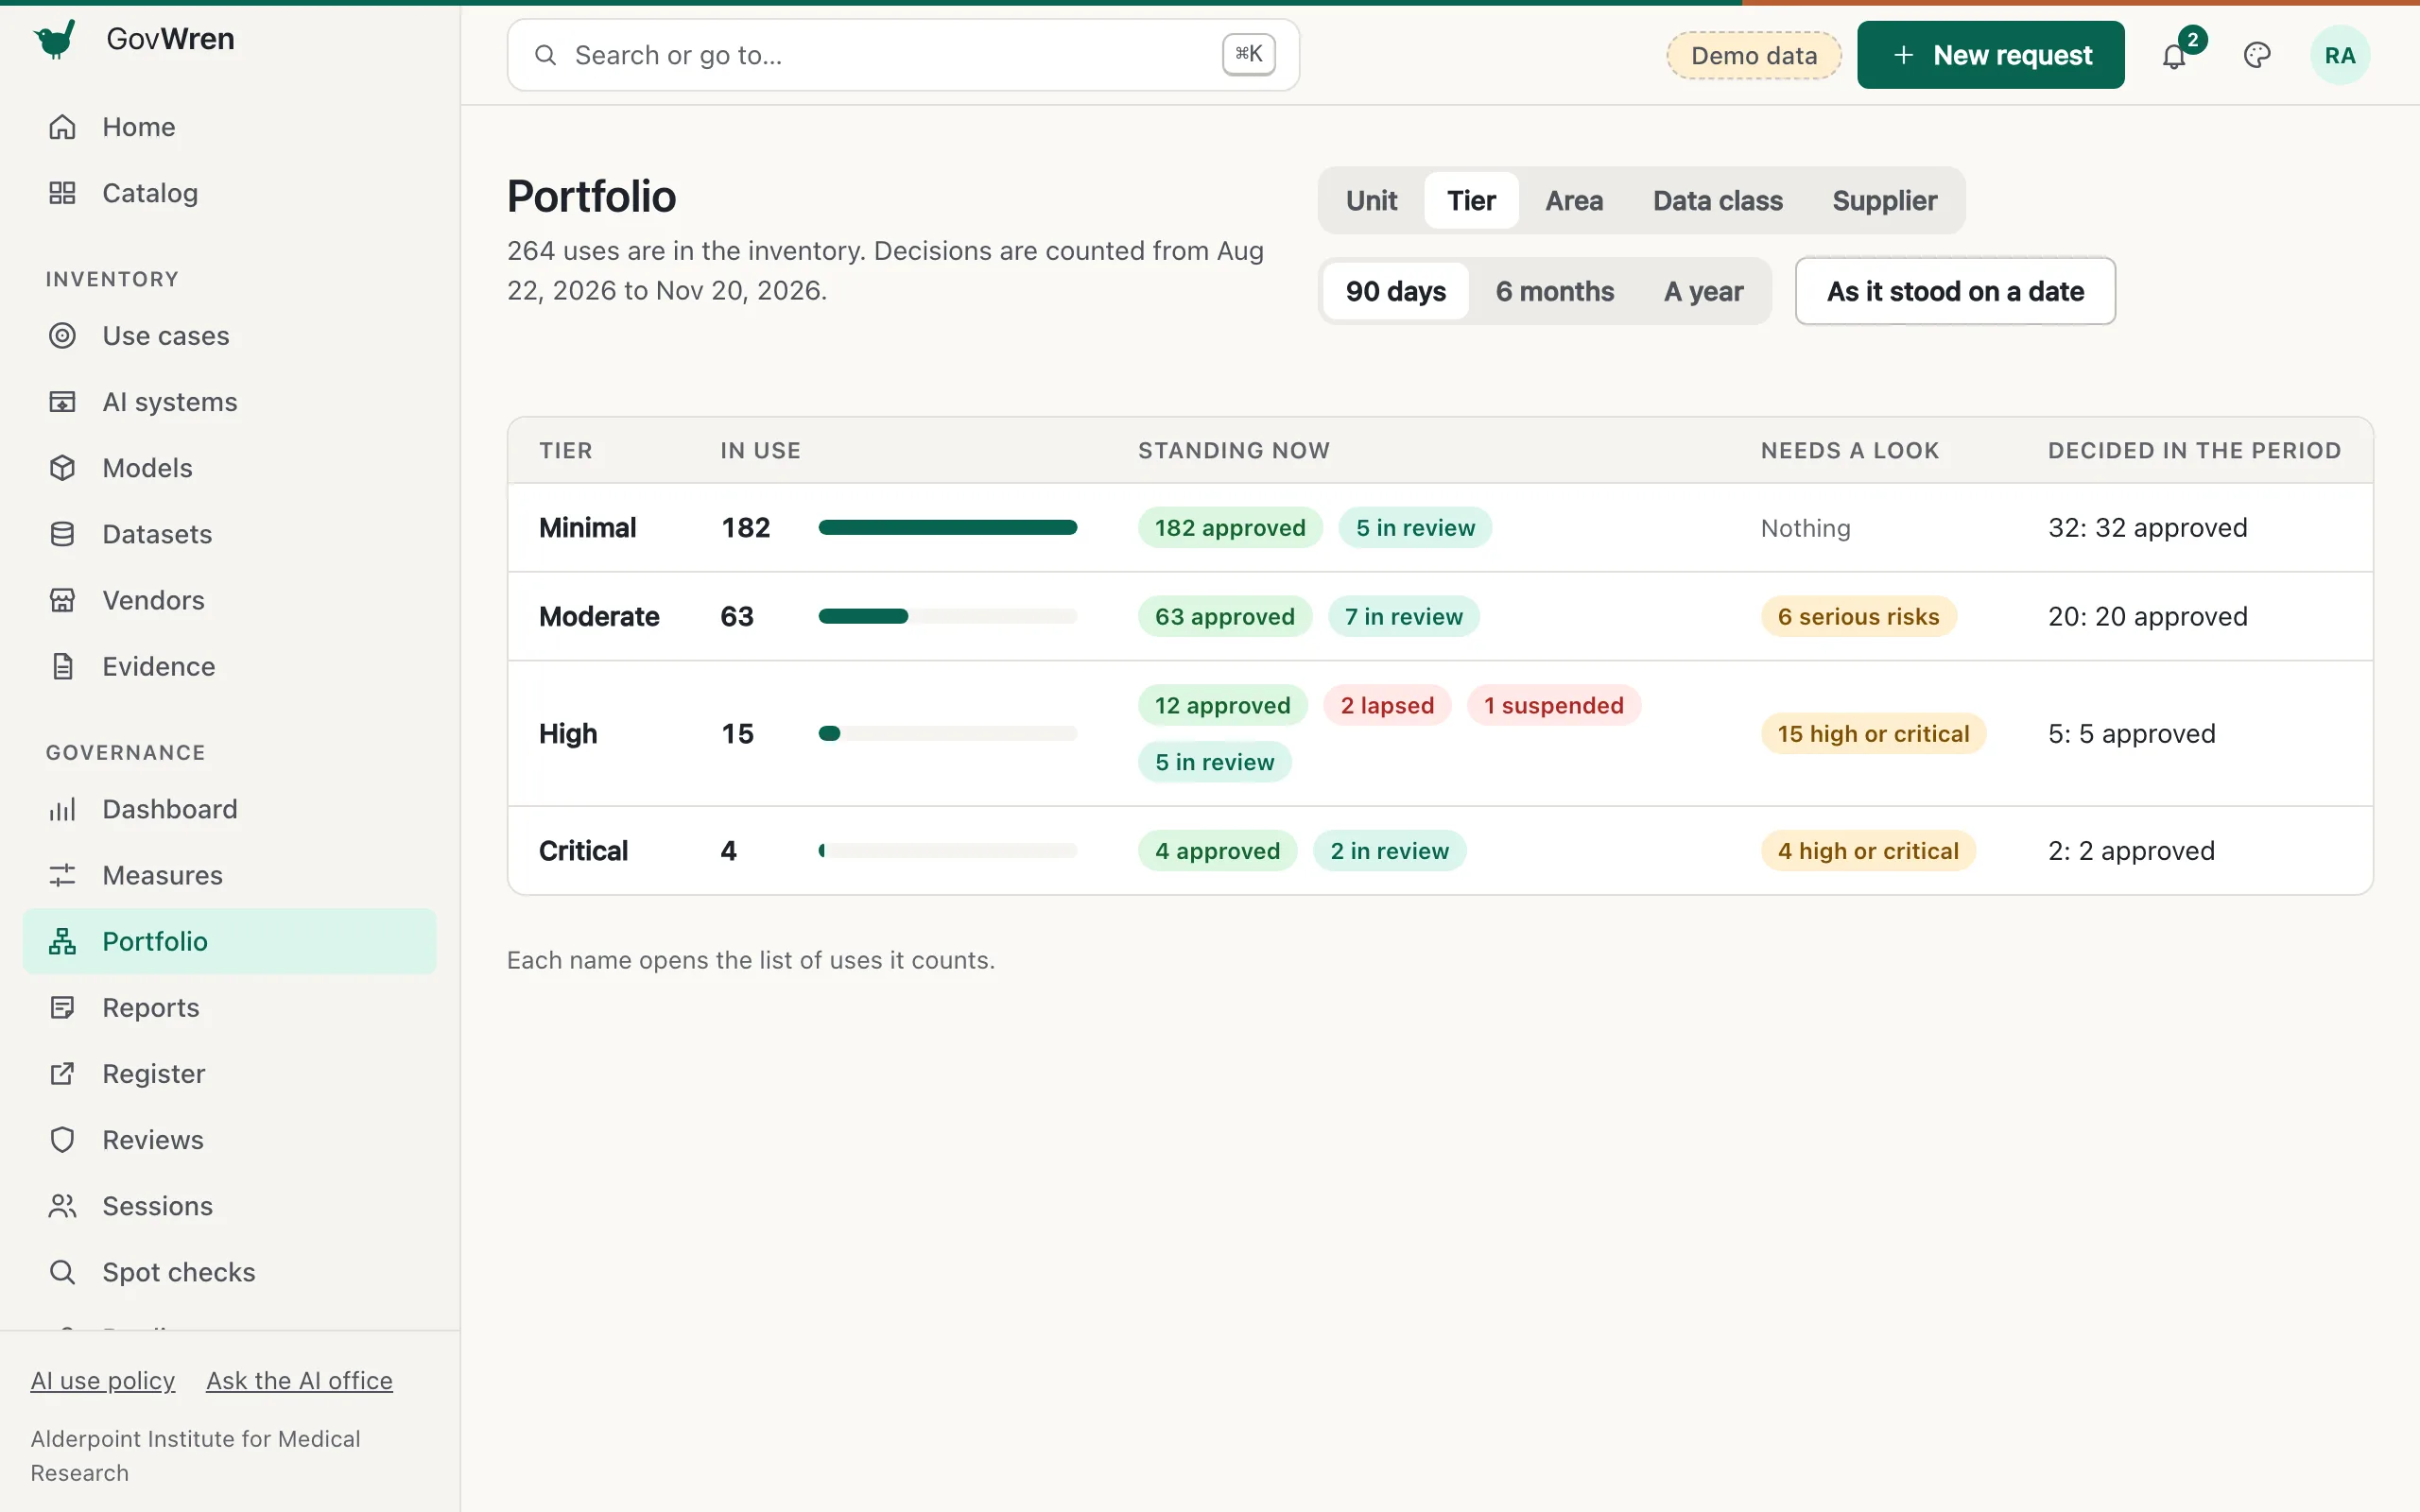 GovWren
Search or go to...
⌘K
Demo data
+ New request
2
RA
Home
Catalog
INVENTORY
Use cases
AI systems
Models
Datasets
Vendors
Evidence
GOVERNANCE
Dashboard
Measures
Portfolio
Reports
Register
Reviews
Sessions
Spot checks
AI use policy
Ask the AI office
Alderpoint Institute for Medical
Research
Portfolio
264 uses are in the inventory. Decisions are counted from Aug
22, 2026 to Nov 20, 2026.
Unit Tier Area Data class Supplier
90 days 6 months A year
As it stood on a date
TIER IN USE STANDING NOW NEEDS A LOOK DECIDED IN THE PERIOD
Minimal 182 182 approved 5 in review Nothing 32: 32 approved
Moderate 63 63 approved 7 in review 6 serious risks 20: 20 approved
High 15 12 approved 2 lapsed 1 suspended 15 high or critical 5: 5 approved
5 in review
Critical 4 4 approved 2 in review 4 high or critical 2: 2 approved
Each name opens the list of uses it counts.